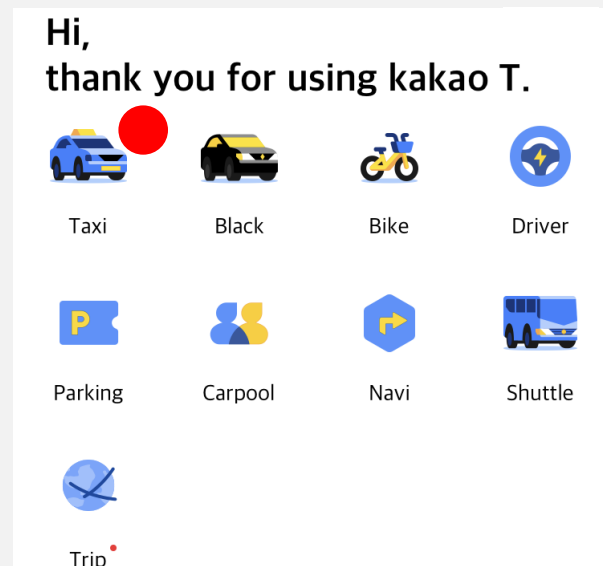 Hi,
thank you for using kakao T.
Taxi Black Bike Driver
P
Parking Carpool Navi Shuttle
Trip